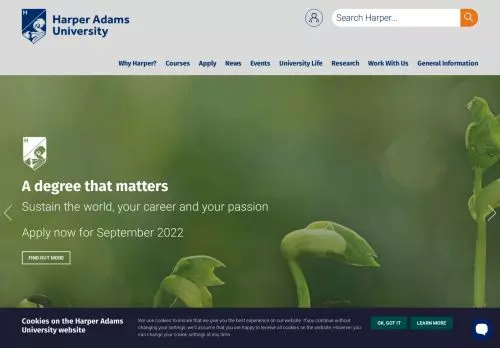 H
Harper Adams
University
Search Harper...
Why Harper? Courses Apply News Events University Life Research Work With Us General Information
H
A degree that matters
Sustain the world, your career and your passion
Apply now for September 2022
FIND OUT MORE
Cookies on the Harper Adams
University website
We use cookies to ensure that we give you the best experience on our website. If you continue without
changing your settings, we'll assume that you are happy to receive all cookies on the website. However, you
can change your cookie settings at any time.
OK, GOT IT
LEARN MORE